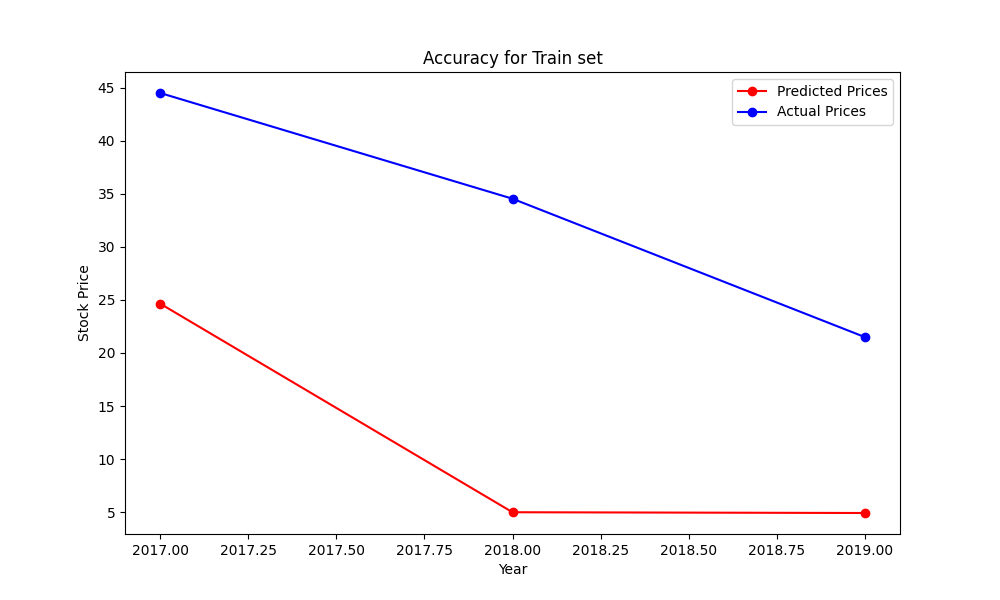 Accuracy for Train set
Predicted Prices
Actual Prices
45
40
35
30
25
20
15
10
5
Stock Price
2017.00 2017.25 2017.50 2017.75 2018.00 2018.25 2018.50 2018.75 2019.00
Year